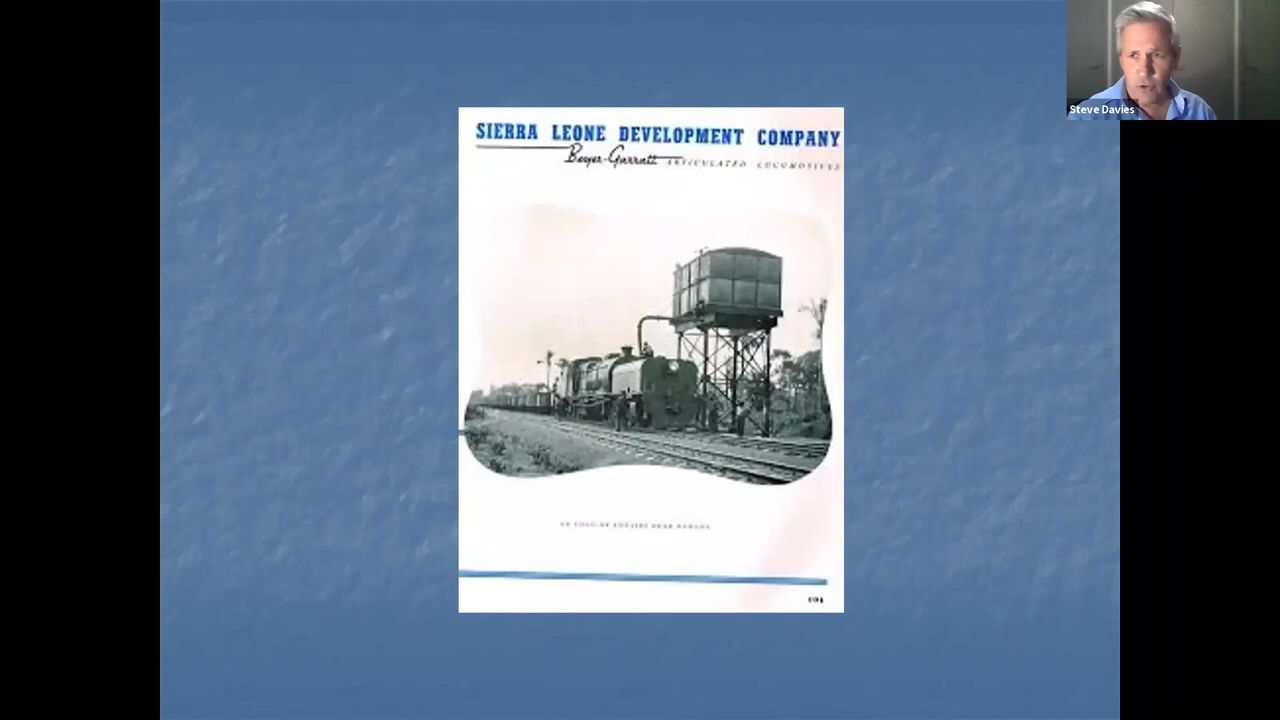 SIERRA LEONE DEVELOPMENT COMPANY
Beyer-Garratt ARTICULATED LOCOMOTIVES
Steve Davies